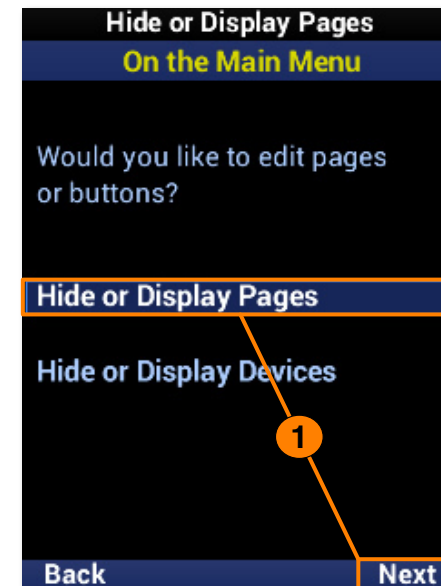 Hide or Display Pages
On the Main Menu
Would you like to edit pages
or buttons?
Hide or Display Pages
Hide or Display Devices
1
Back Next